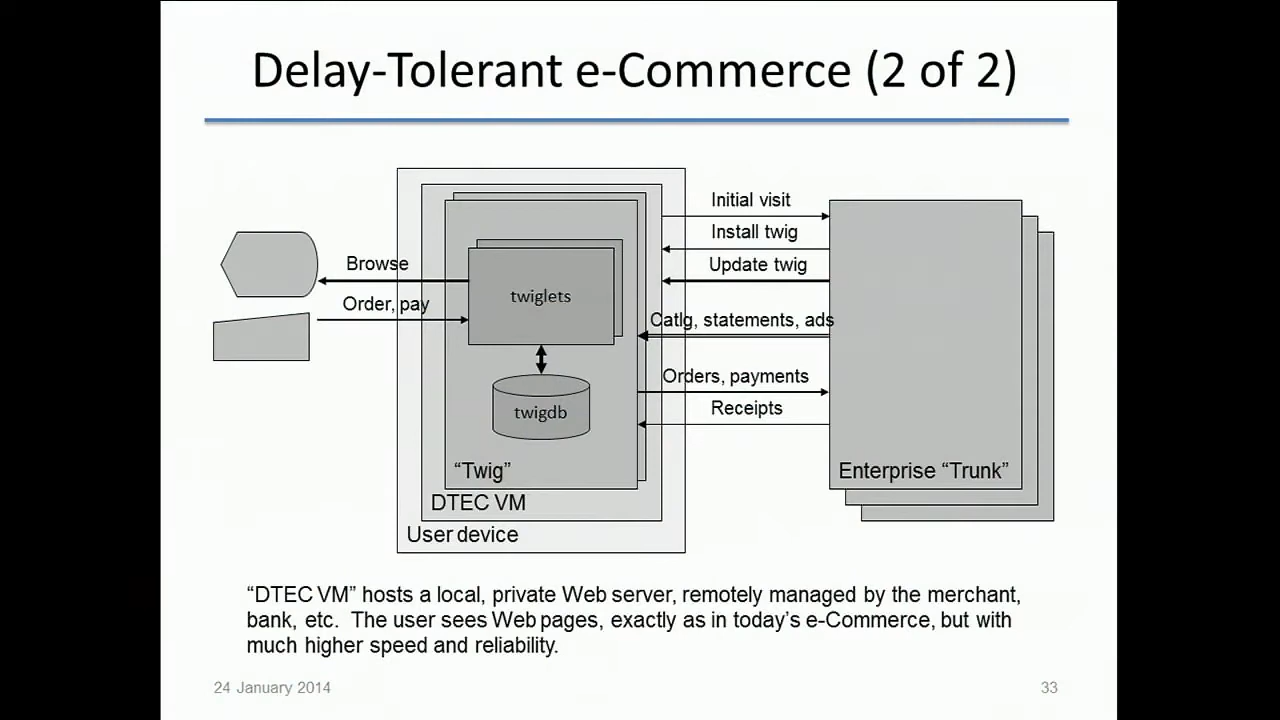 Delay-Tolerant e-Commerce (2 of 2)
Initial visit
Install twig
Browse
Update twig
twiglets
Order, pay
Catlg, statements, ads
Orders, payments
twigdb
Receipts
“Twig”
Enterprise “Trunk”
DTEC VM
User device
“DTEC VM” hosts a local, private Web server, remotely managed by the merchant,
bank, etc. The user sees Web pages, exactly as in today’s e-Commerce, but with
much higher speed and reliability.
24 January 2014
33